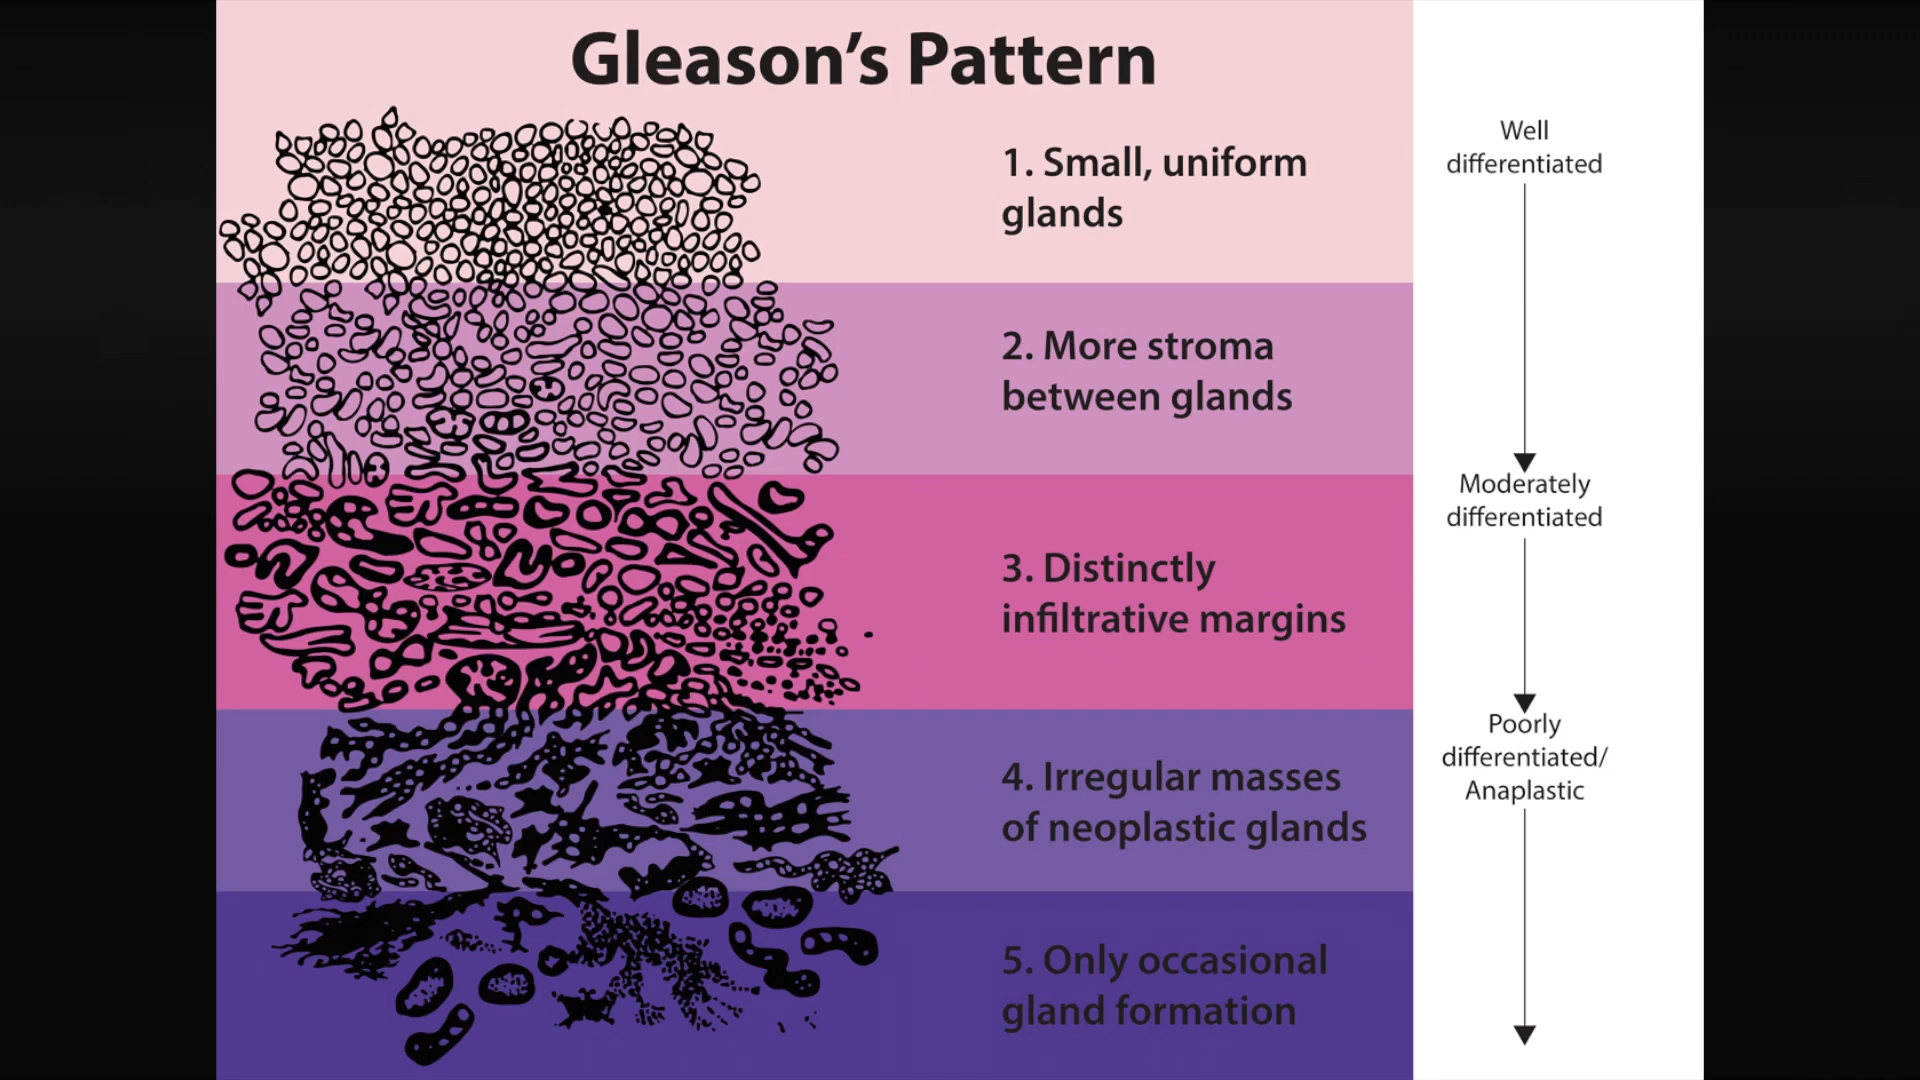 Gleason’s Pattern
1. Small, uniform
glands
2. More stroma
between glands
3. Distinctly
infiltrative margins
4. Irregular masses
of neoplastic glands
5. Only occasional
gland formation
Well
differentiated
Moderately
differentiated
Poorly
differentiated/
Anaplastic